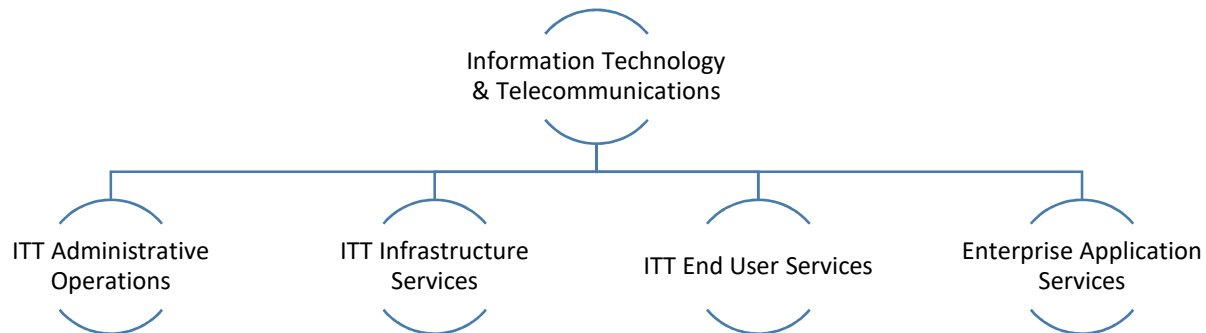 Information Technology
& Telecommunications
ITT Administrative
Operations
ITT Infrastructure
Services
ITT End User Services
Enterprise Application
Services